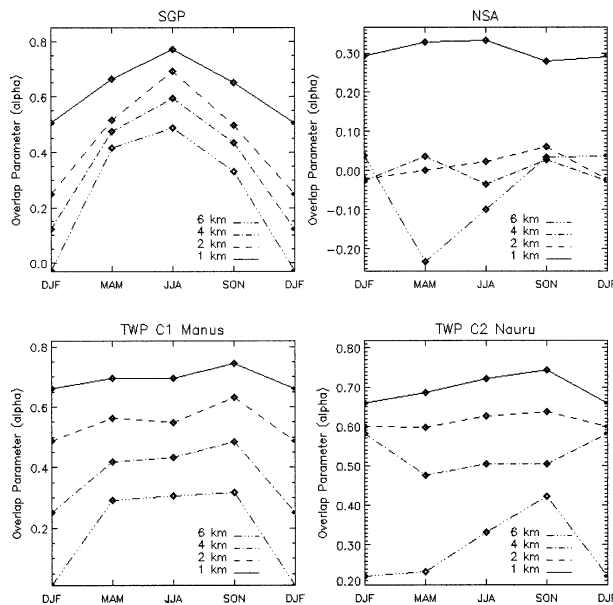 SGP
Overlap Parameter (alpha)
0.8
0.6
0.4
0.2
0.0
6 km
4 km
2 km
1 km
DJF MAM JJA SON DJF
NSA
Overlap Parameter (alpha)
0.30
0.20
0.10
0.00
−0.10
−0.20
6 km
4 km
2 km
1 km
DJF MAM JJA SON DJF
TWP C1 Manus
Overlap Parameter (alpha)
0.8
0.6
0.4
0.2
6 km
4 km
2 km
1 km
DJF MAM JJA SON DJF
TWP C2 Nauru
Overlap Parameter (alpha)
0.80
0.70
0.60
0.50
0.40
0.30
0.20
6 km
4 km
2 km
1 km
DJF MAM JJA SON DJF